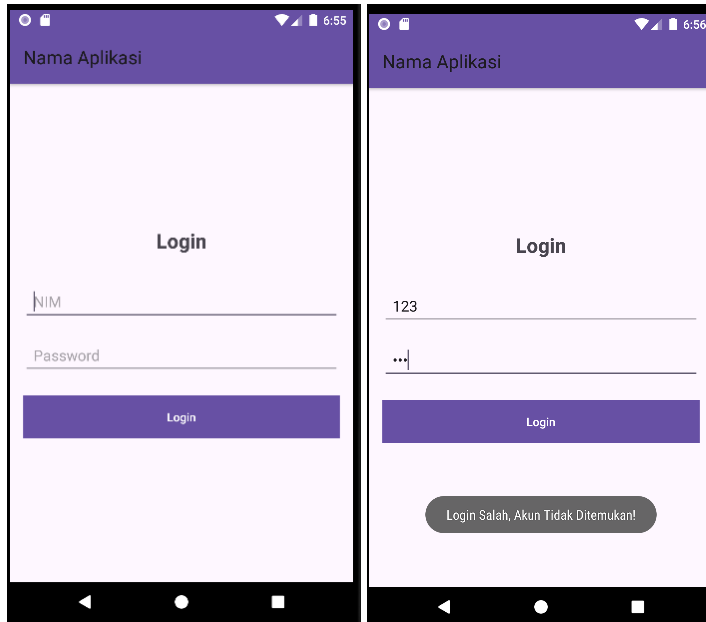 6:55
Nama Aplikasi
Login
NIM
Password
Login
6:56
Nama Aplikasi
Login
123
•••
Login
Login Salah, Akun Tidak Ditemukan!